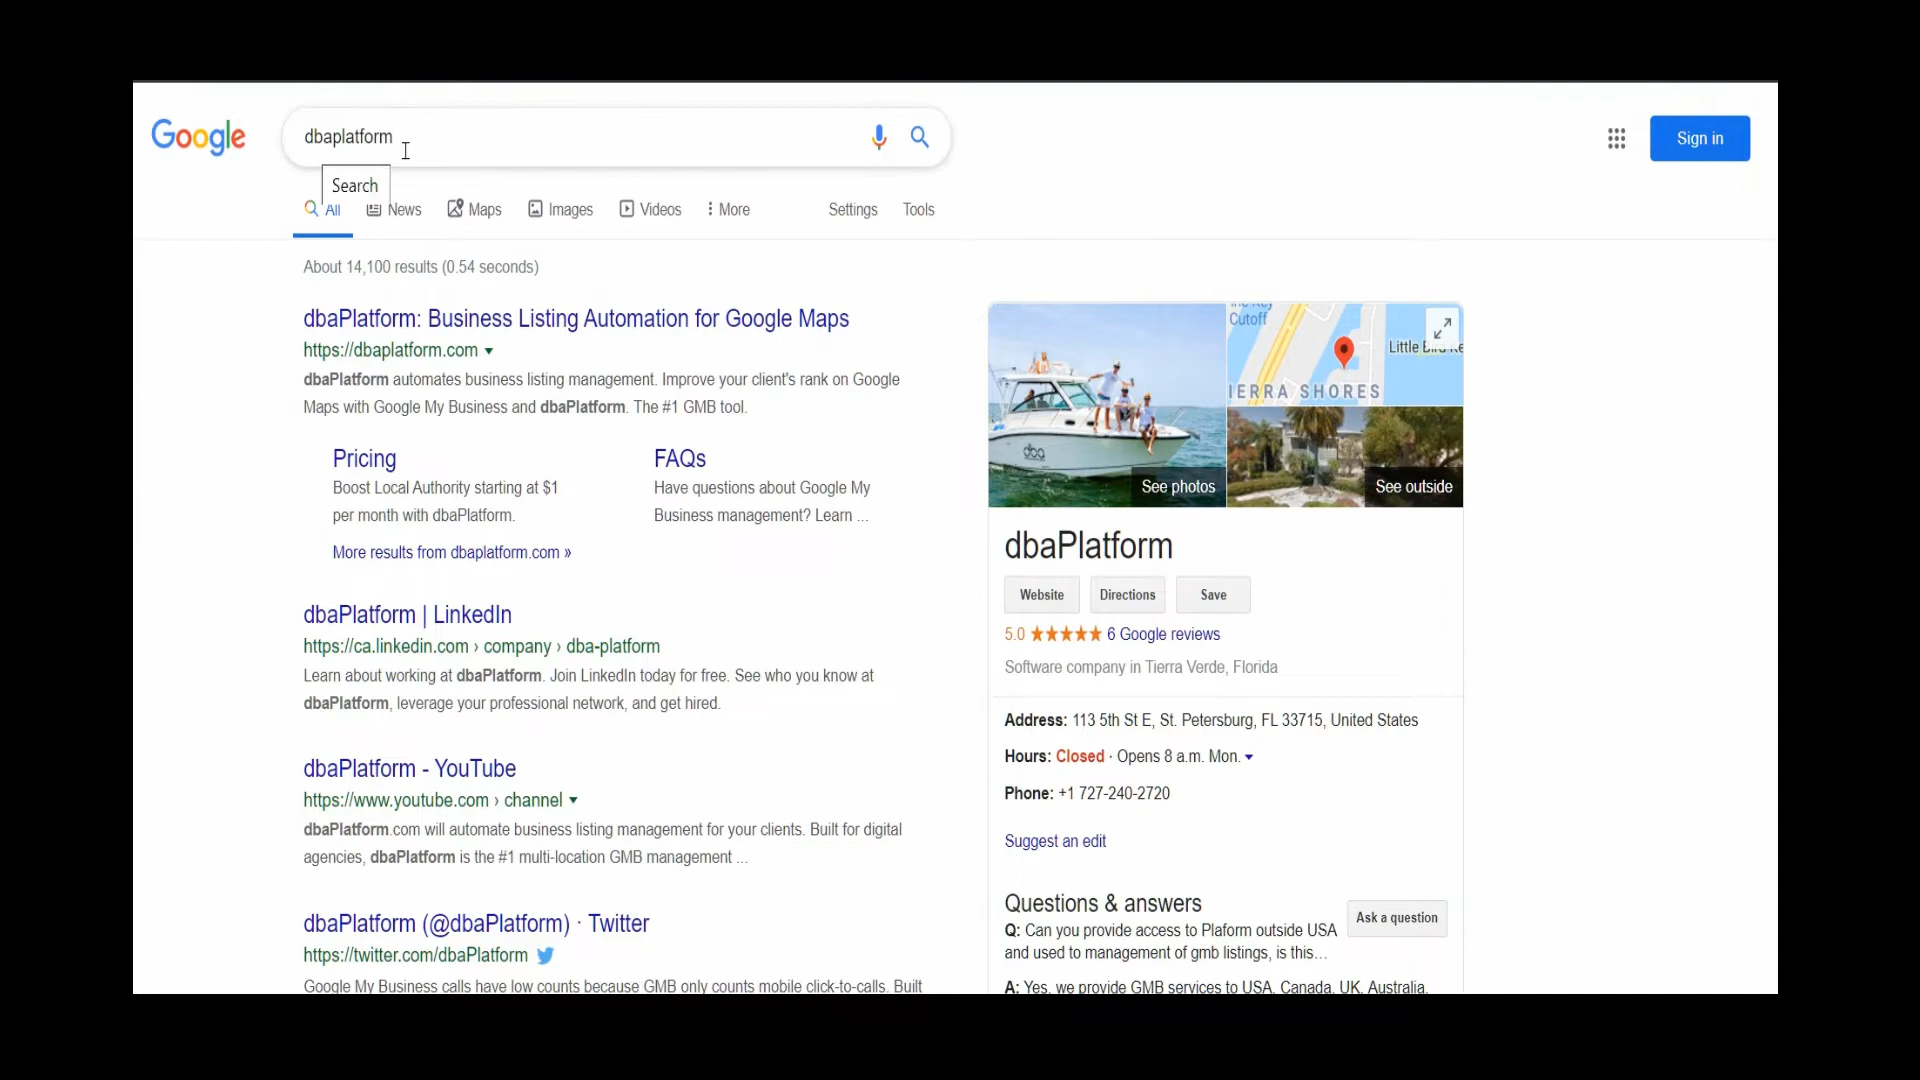 Google
dbaplatform
Sign in
Search
All
News
Maps
Images
Videos
More
Settings
Tools
About 14,100 results (0.54 seconds)
dbaPlatform: Business Listing Automation for Google Maps
https://dbaplatform.com
dbaPlatform automates business listing management. Improve your client's rank on Google
Maps with Google My Business and dbaPlatform. The #1 GMB tool.
Pricing
Boost Local Authority starting at $1
per month with dbaPlatform.
FAQs
Have questions about Google My
Business management? Learn ...
More results from dbaplatform.com »
dbaPlatform | LinkedIn
https://ca.linkedin.com › company › dba-platform
Learn about working at dbaPlatform. Join LinkedIn today for free. See who you know at
dbaPlatform, leverage your professional network, and get hired.
dbaPlatform - YouTube
https://www.youtube.com › channel
dbaPlatform.com will automate business listing management for your clients. Built for digital
agencies, dbaPlatform is the #1 multi-location GMB management ...
dbaPlatform (@dbaPlatform) · Twitter
https://twitter.com/dbaPlatform
Google My Business calls have low counts because GMB only counts mobile click-to-calls. Built
dba
See photos
Cutoff
Little Bird
IERRA SHORES
See outside
dbaPlatform
Website
Directions
Save
5.0
6 Google reviews
Software company in Tierra Verde, Florida
Address: 113 5th St E, St. Petersburg, FL 33715, United States
Hours: Closed · Opens 8 a.m. Mon.
Phone: +1 727-240-2720
Suggest an edit
Questions & answers
Ask a question
Q: Can you provide access to Plaform outside USA
and used to management of gmb listings, is this...
A: Yes, we provide GMB services to USA, Canada, UK, Australia,